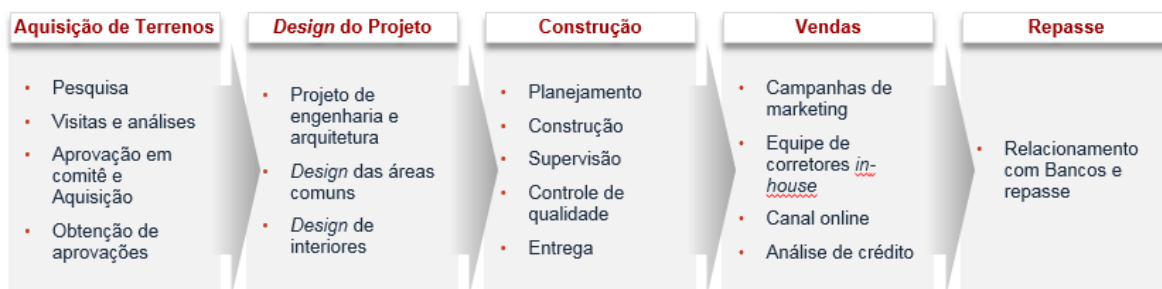 Aquisição de Terrenos
• Pesquisa
• Visitas e análises
• Aprovação em
comitê e
Aquisição
• Obtenção de
aprovações
Design do Projeto
• Projeto de
engenharia e
arquitetura
• Design das áreas
comuns
• Design de
interiores
Construção
• Planejamento
• Construção
• Supervisão
• Controle de
qualidade
• Entrega
Vendas
• Campanhas de
marketing
• Equipe de
corretores in-
house
• Canal online
• Análise de crédito
Repasse
• Relacionamento
com Bancos e
repasse